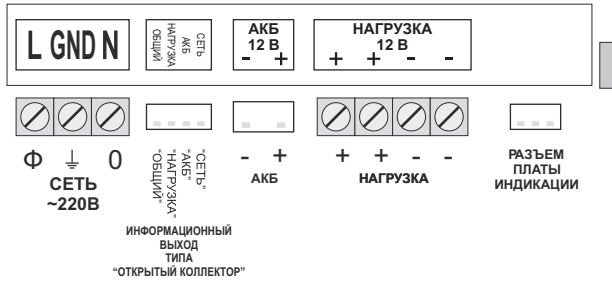 L GND N
ОБЩИЙ
НАГРУЗКА
АКБ
СЕТЬ
АКБ
12 В
- +
НАГРУЗКА
12 В
+ + - -
Ф 0
СЕТЬ
~220В
"ОБЩИЙ"
"НАГРУЗКА"
"АКБ"
"СЕТЬ"
ИНФОРМАЦИОННЫЙ
ВЫХОД
ТИПА
"ОТКРЫТЫЙ КОЛЛЕКТОР"
- +
АКБ
+ + - -
НАГРУЗКА
РАЗЪЕМ
ПЛАТЫ
ИНДИКАЦИИ